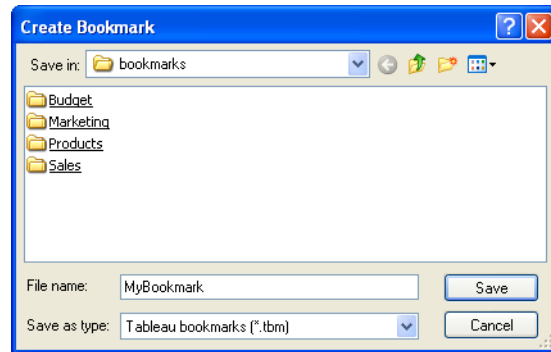 Create Bookmark
Save in: bookmarks
Budget
Marketing
Products
Sales
File name: MyBookmark Save
Save as type: Tableau bookmarks (*.tbm) Cancel